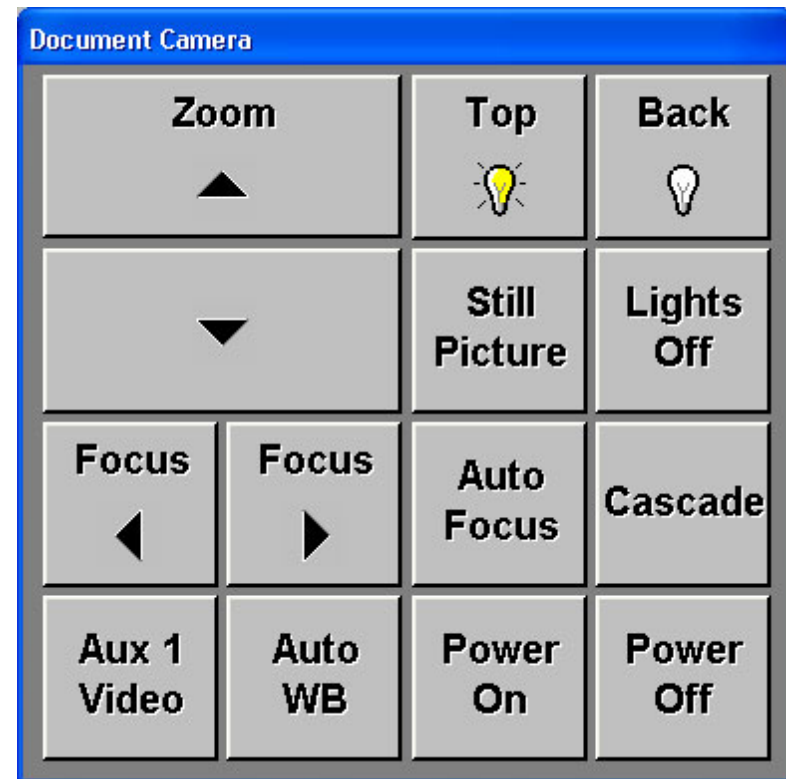 Document Camera
Zoom
Top
Back
Still
Picture
Lights
Off
Focus
Focus
Auto
Focus
Cascade
Aux 1
Video
Auto
WB
Power
On
Power
Off